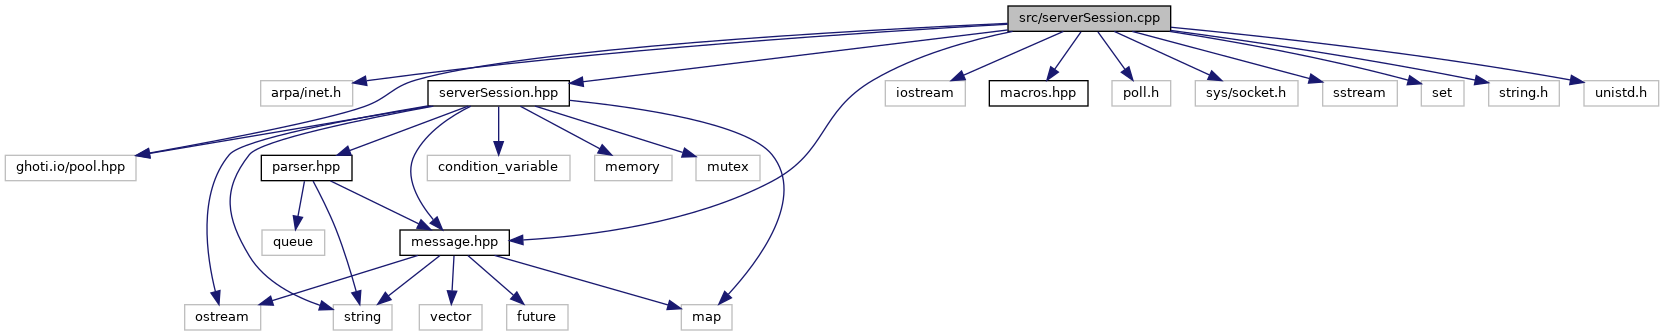 src/serverSession.cpp
arpa/inet.h
serverSession.hpp
iostream
macros.hpp
poll.h
sys/socket.h
sstream
set
string.h
unistd.h
ghoti.io/pool.hpp
parser.hpp
condition_variable
memory
mutex
queue
message.hpp
ostream
string
vector
future
map